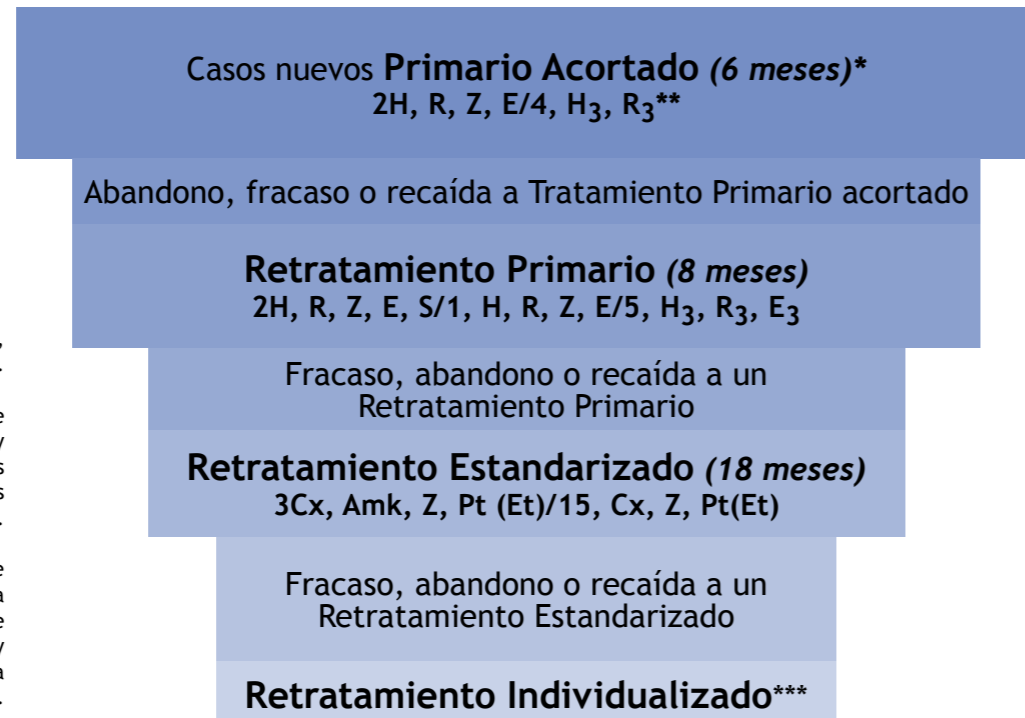 Casos nuevos Primario Acortado (6 meses)*
2H, R, Z, E/4, H3, R3**
Abandono, fracaso o recaída a Tratamiento Primario acortado
Retratamiento Primario (8 meses)
2H, R, Z, E, S/1, H, R, Z, E/5, H3, R3, E3
Fracaso, abandono o recaída a un
Retratamiento Primario
Retratamiento Estandarizado (18 meses)
3Cx, Amk, Z, Pt (Et)/15, Cx, Z, Pt(Et)
Fracaso, abandono o recaída a un
Retratamiento Estandarizado
Retratamiento Individualizado***